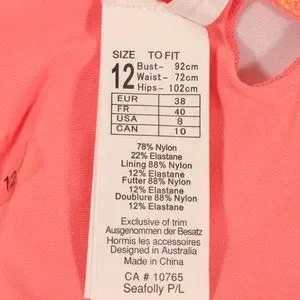 SIZE TO FIT
12 Bust- 92cm
Waist- 72cm
Hips- 102cm
EUR 38
FR 40
USA 8
CAN 10
78% Nylon
22% Elastane
Lining 88% Nylon
12% Elastane
Futter 88% Nylon
12% Elastane
Doublure 88% Nylon
12% Elastane
Exclusive of trim
Ausgenommen der Besatz
Hormis les accessoires
Designed in Australia
Made in China
CA # 10765
Seafolly P/L
12